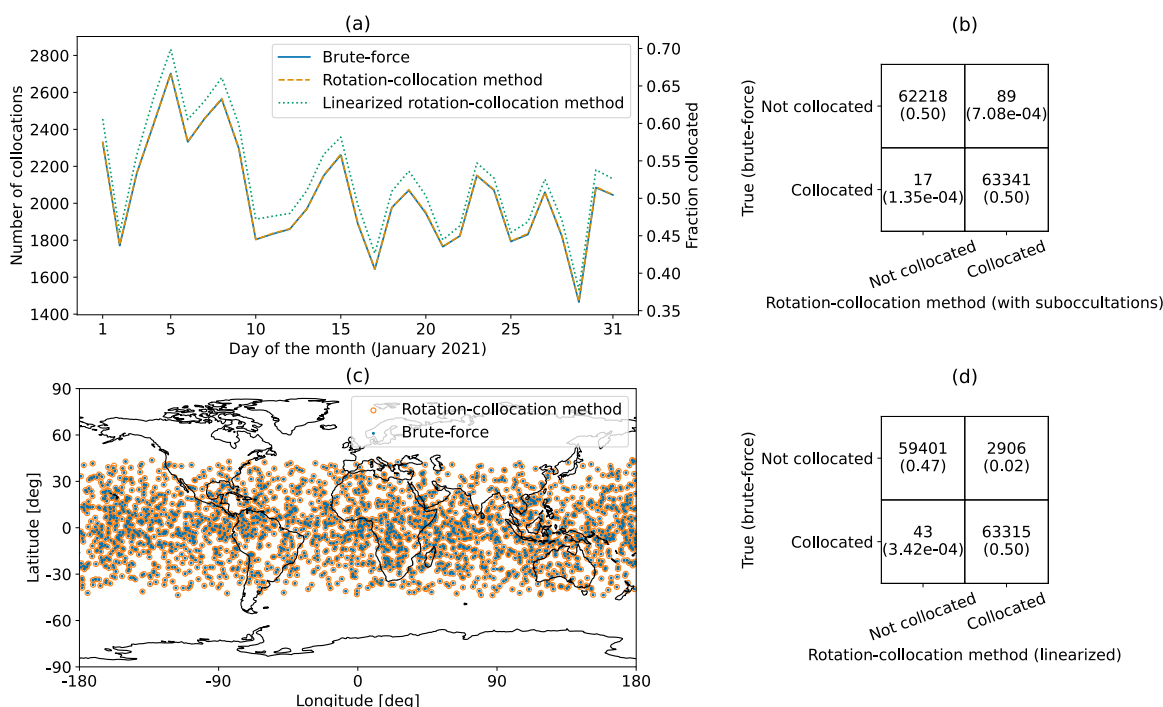 (a)
2800
2600
2400
2200
2000
1800
1600
1400
Number of collocations
Brute-force
Rotation-collocation method
Linearized rotation-collocation method
0.70
0.65
0.60
0.55
0.50
0.45
0.40
0.35
Fraction collocated
1 5 10 15 20 25 31
Day of the month (January 2021)
(b)
True (brute-force)
Not collocated
62218
(0.50)
89
(7.08e-04)
Collocated
17
(1.35e-04)
63341
(0.50)
Not collocated
Collocated
Rotation-collocation method (with suboccultations)
(c)
90
60
30
0
-30
-60
-90
Latitude [deg]
Rotation-collocation method
Brute-force
-180 -90 0 90 180
Longitude [deg]
(d)
True (brute-force)
Not collocated
59401
(0.47)
2906
(0.02)
Collocated
43
(3.42e-04)
63315
(0.50)
Not collocated
Collocated
Rotation-collocation method (linearized)